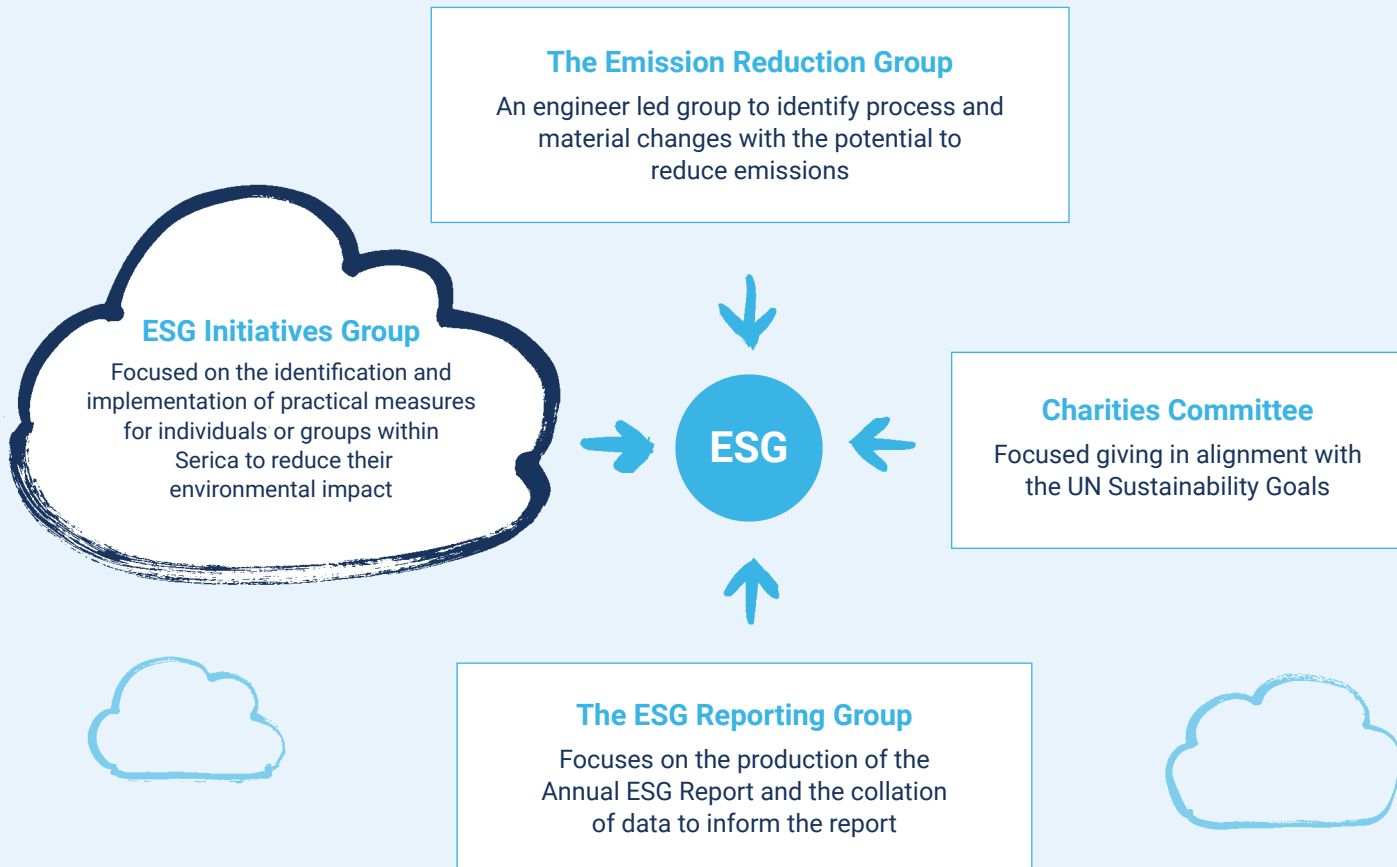 The Emission Reduction Group
An engineer led group to identify process and
material changes with the potential to
reduce emissions
ESG Initiatives Group
Focused on the identification and
implementation of practical measures
for individuals or groups within
Serica to reduce their
environmental impact
ESG
Charities Committee
Focused giving in alignment with
the UN Sustainability Goals
The ESG Reporting Group
Focuses on the production of the
Annual ESG Report and the collation
of data to inform the report